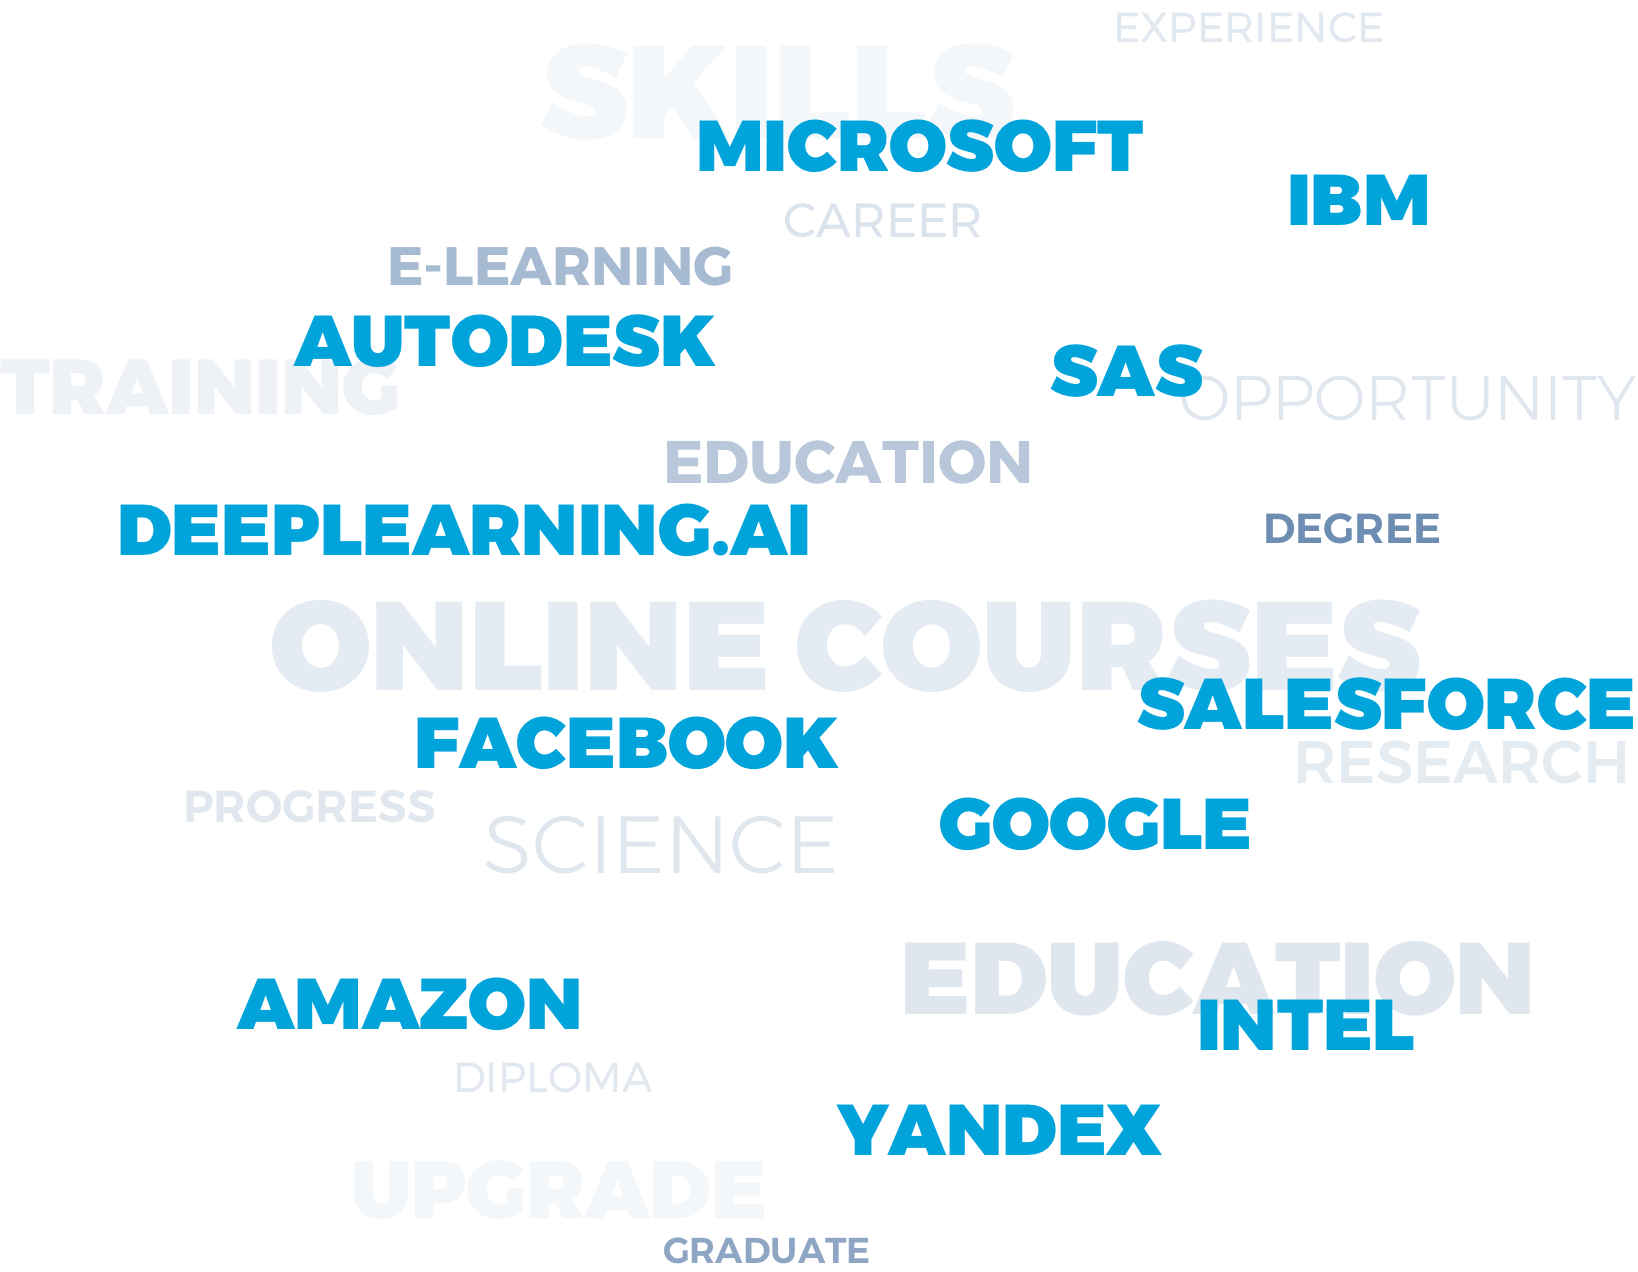 EXPERIENCE
SKILLS
MICROSOFT
IBM
CAREER
E-LEARNING
AUTODESK
SAS
TRAINING
OPPORTUNITY
EDUCATION
DEEPLEARNING.AI
DEGREE
ONLINE COURSES
SALESFORCE
FACEBOOK
RESEARCH
PROGRESS
GOOGLE
SCIENCE
EDUCATION
AMAZON
INTEL
DIPLOMA
YANDEX
UPGRADE
GRADUATE